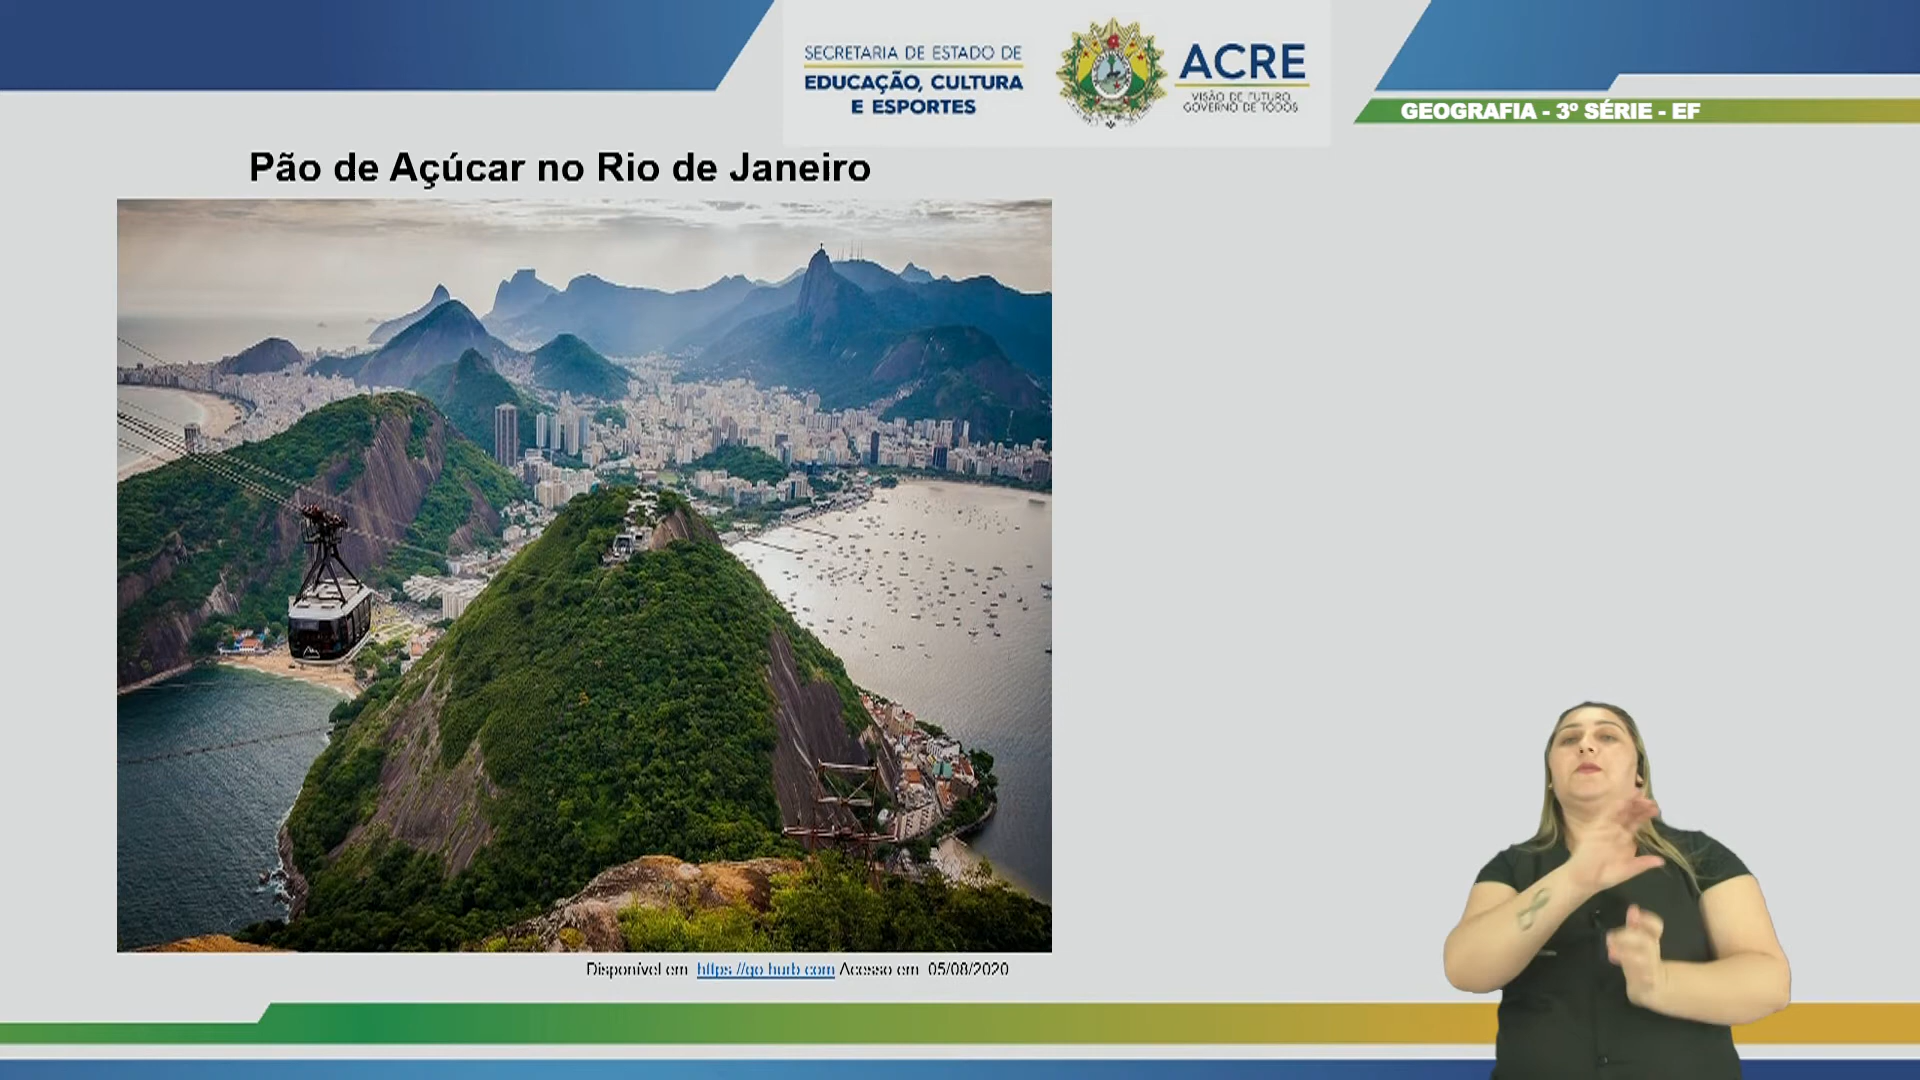 SECRETARIA DE ESTADO DE
EDUCAÇÃO, CULTURA
E ESPORTES
ACRE
VISÃO DE FUTURO,
GOVERNO DE TODOS
GEOGRAFIA - 3º SÉRIE - EF
Pão de Açúcar no Rio de Janeiro
Disponível em https://go.hurb.com Acesso em 05/08/2020